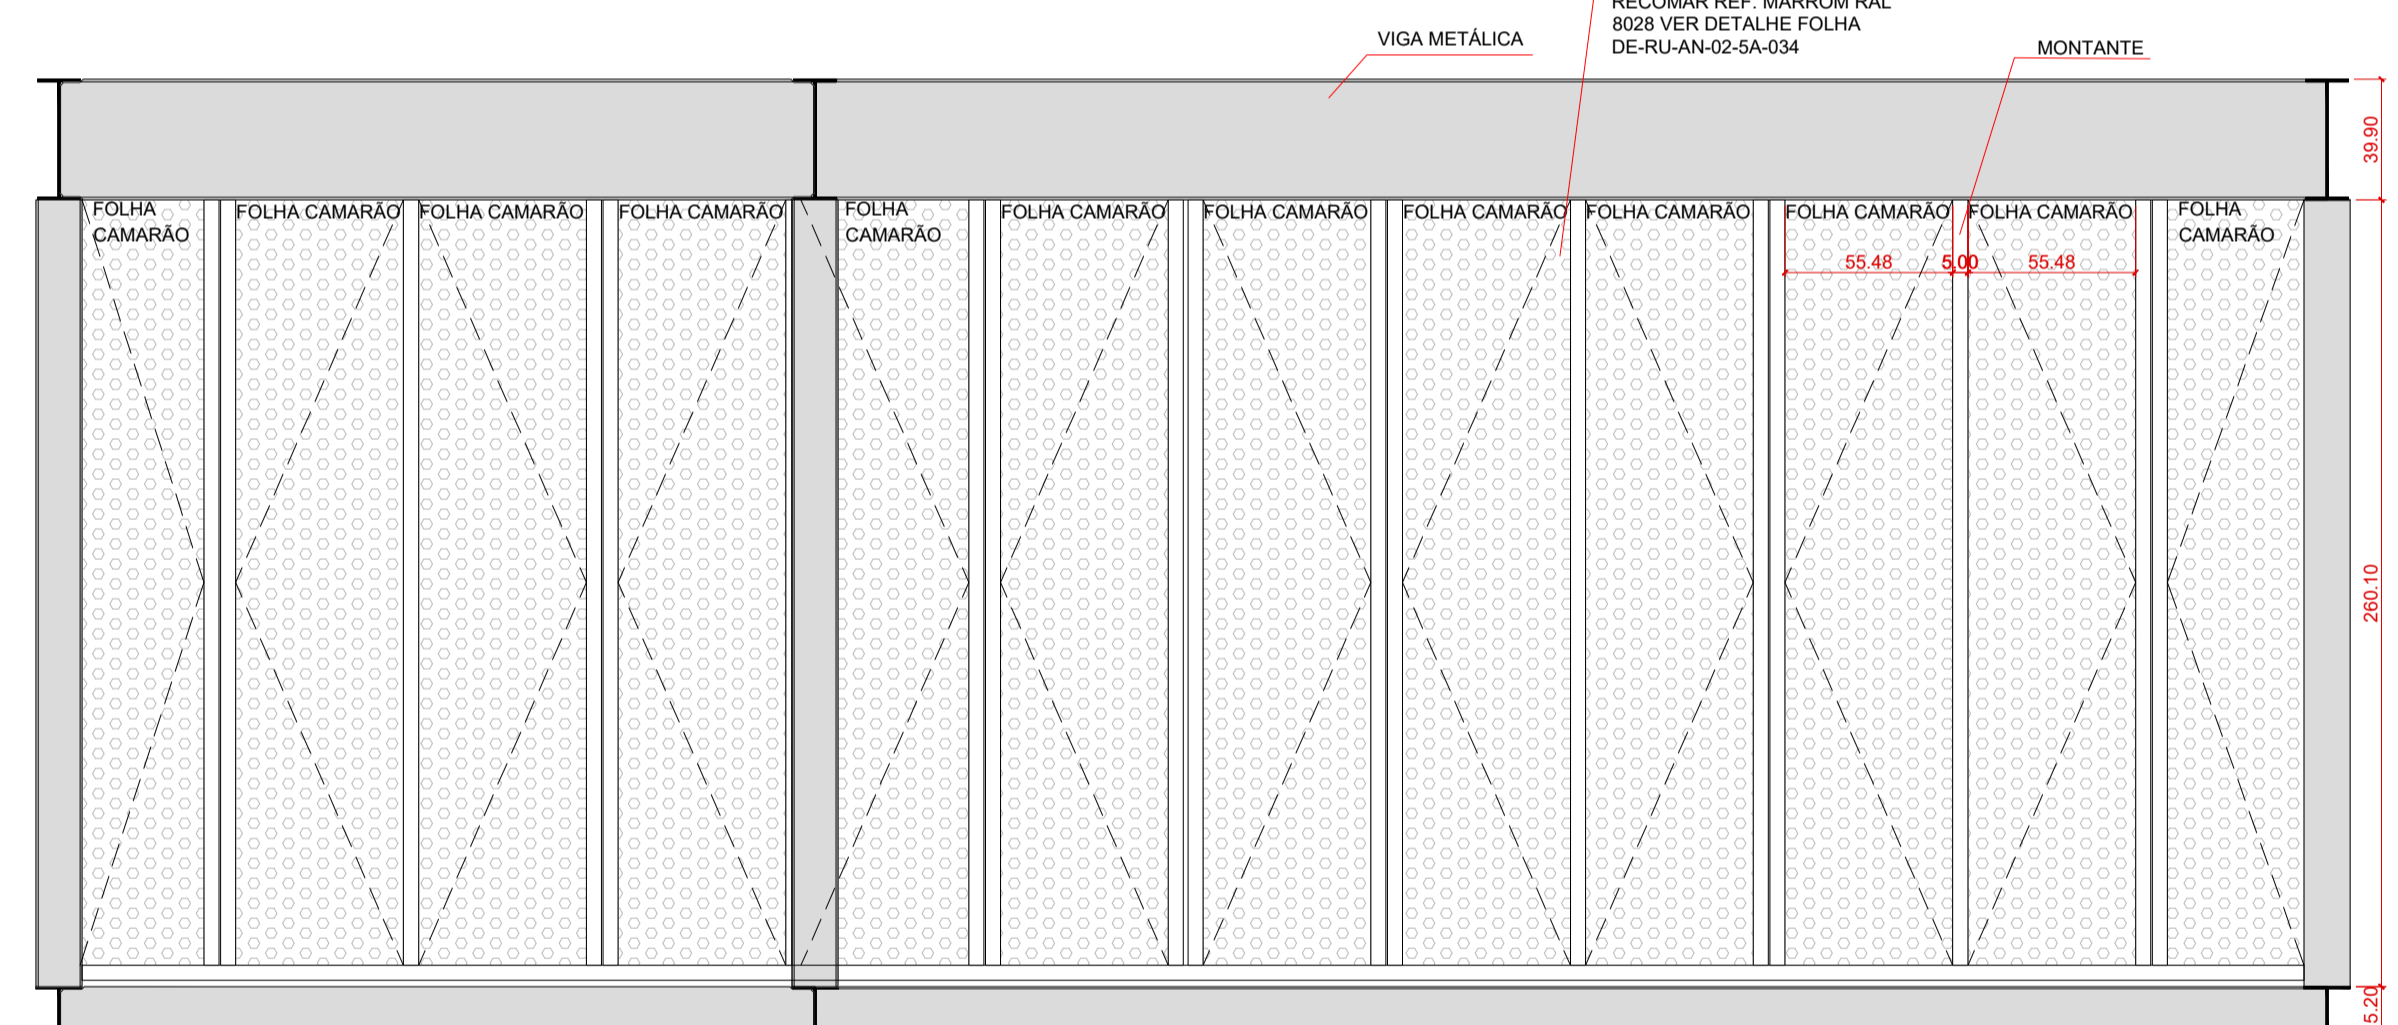 RECOMAR REF. MARROM RAL
8028 VER DETALHE FOLHA
DE-RU-AN-02-5A-034
VIGA METÁLICA
MONTANTE
39.90
FOLHA
CAMARÃO
FOLHA CAMARÃO
FOLHA CAMARÃO
FOLHA CAMARÃO
FOLHA
CAMARÃO
FOLHA CAMARÃO
FOLHA CAMARÃO
FOLHA CAMARÃO
FOLHA CAMARÃO
FOLHA CAMARÃO
FOLHA CAMARÃO
FOLHA
CAMARÃO
55.48
5.00
55.48
260.10
5.20